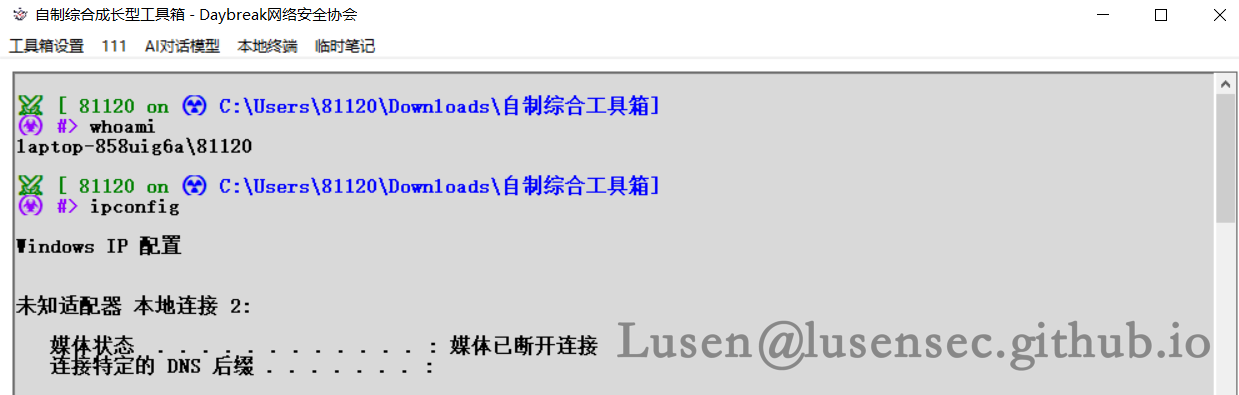 自制综合成长型工具箱 - Daybreak网络安全协会
工具箱设置 111 AI对话模型 本地终端 临时笔记
[ 81120 on C:\Users\81120\Downloads\自制综合工具箱]
#> whoami
laptop-858uig6a\81120
[ 81120 on C:\Users\81120\Downloads\自制综合工具箱]
#> ipconfig
Windows IP 配置
未知适配器 本地连接 2:
媒体状态 . . . . . . . . . . . . : 媒体已断开连接
连接特定的 DNS 后缀 . . . . . . . :
Lusen@lusensec.github.io